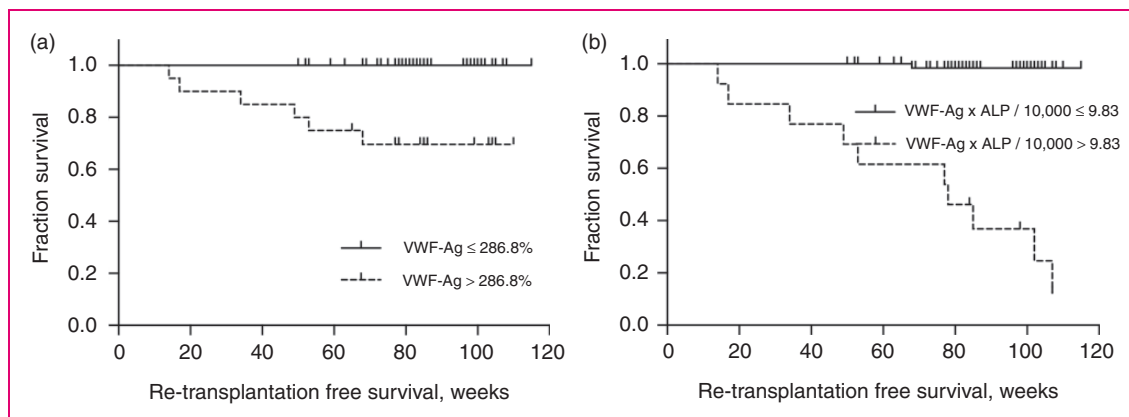 (a)
1.0
0.8
0.6
0.4
0.2
0.0
Fraction survival
VWF-Ag ≤ 286.8%
VWF-Ag > 286.8%
0 20 40 60 80 100 120
Re-transplantation free survival, weeks
(b)
1.0
0.8
0.6
0.4
0.2
0.0
Fraction survival
VWF-Ag x ALP / 10,000 ≤ 9.83
VWF-Ag x ALP / 10,000 > 9.83
0 20 40 60 80 100 120
Re-transplantation free survival, weeks